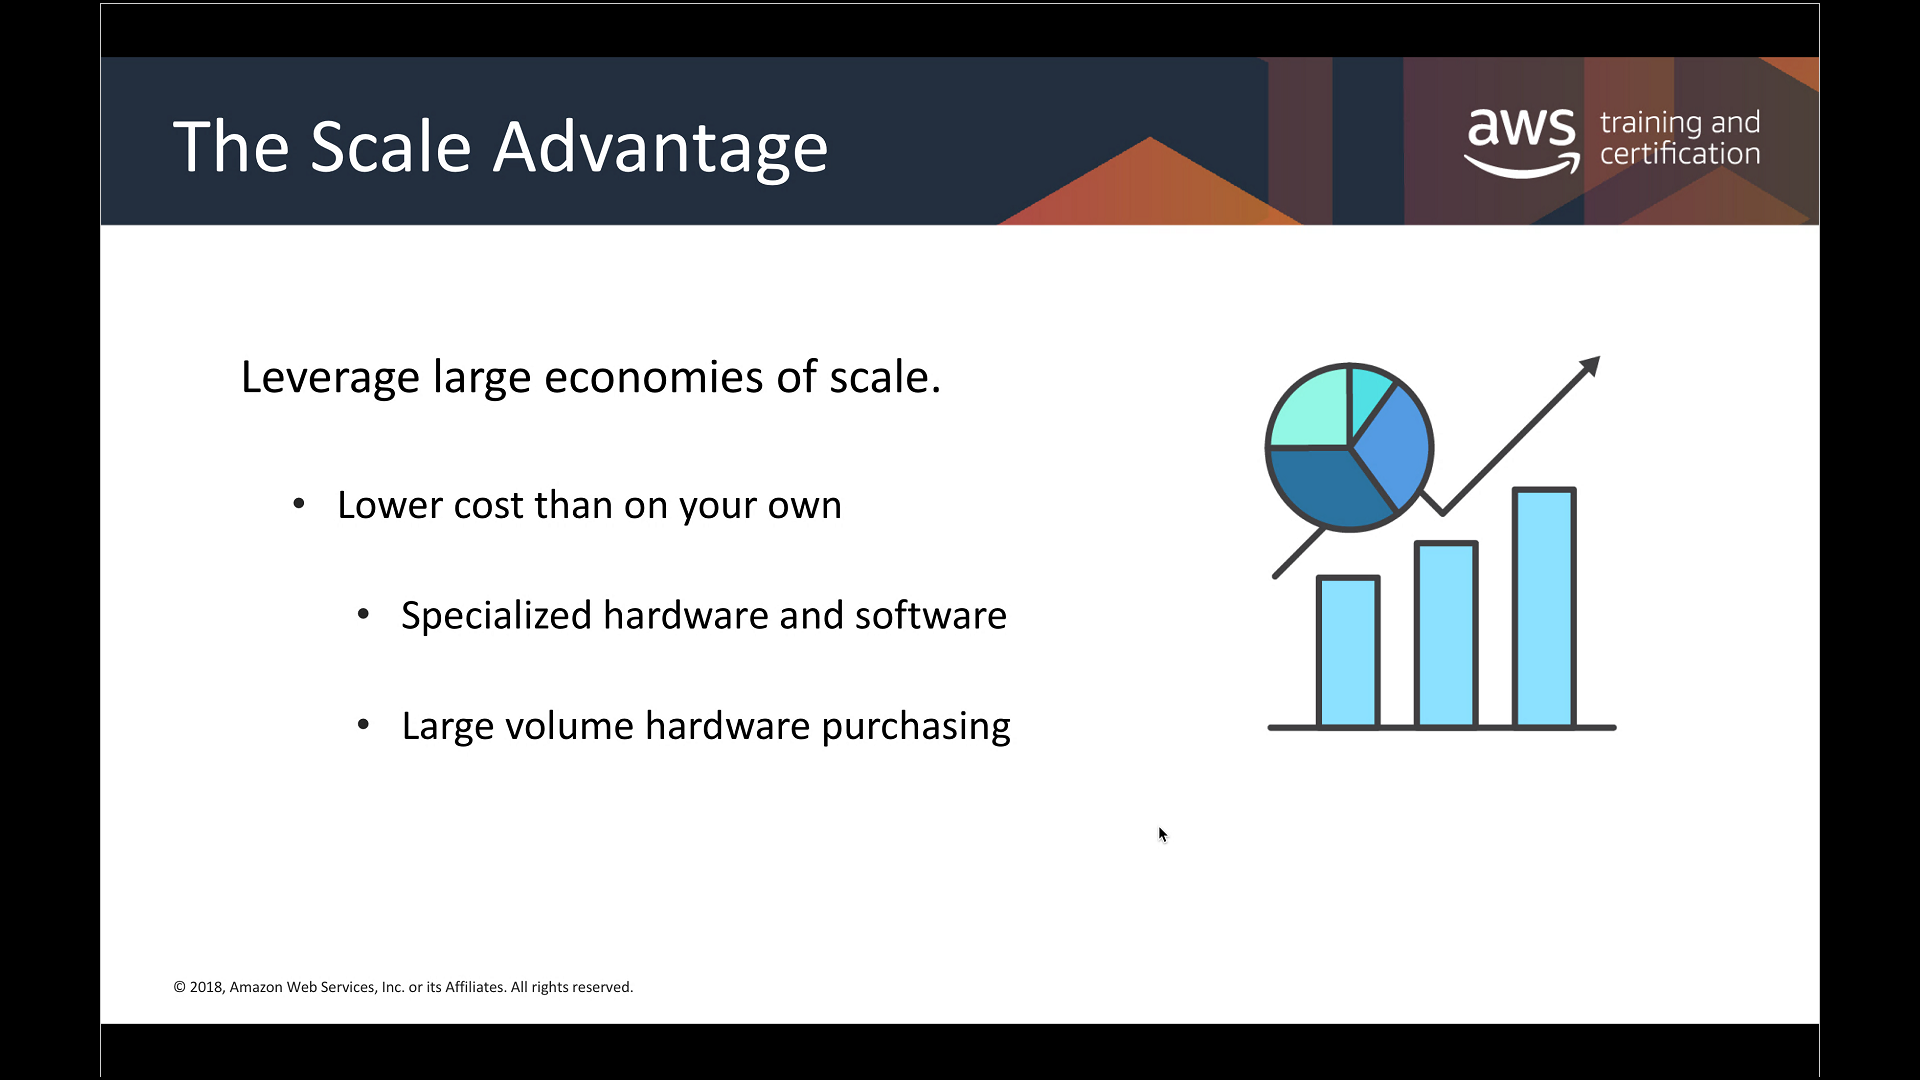 The Scale Advantage
aws training and
certification
Leverage large economies of scale.
• Lower cost than on your own
• Specialized hardware and software
• Large volume hardware purchasing
© 2018, Amazon Web Services, Inc. or its Affiliates. All rights reserved.